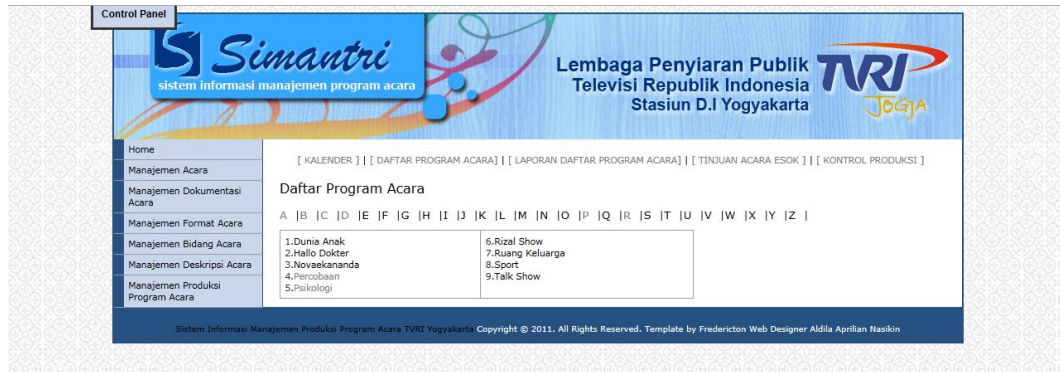 Control Panel
Simantri
sistem informasi manajemen program acara
Lembaga Penyiaran Publik
Televisi Republik Indonesia
Stasiun D.I Yogyakarta
TVRI
JOGJA
Home
Manajemen Acara
Manajemen Dokumentasi
Acara
Manajemen Format Acara
Manajemen Bidang Acara
Manajemen Deskripsi Acara
Manajemen Produksi
Program Acara
[ KALENDER ] | [ DAFTAR PROGRAM ACARA] | [ LAPORAN DAFTAR PROGRAM ACARA] | [ TINJUAN ACARA ESOK ] | [ KONTROL PRODUKSI ]
Daftar Program Acara
A |B |C |D |E |F |G |H |I |J |K |L |M |N |O |P |Q |R |S |T |U |V |W |X |Y |Z |
1.Dunia Anak
2.Hallo Dokter
3.Novaekananda
4.Percobaan
5.Psikologi
6.Rizal Show
7.Ruang Keluarga
8.Sport
9.Talk Show
Sistem Informasi Manajemen Produksi Program Acara TVRI Yogyakarta Copyright © 2011. All Rights Reserved. Template by Fredericton Web Designer Aldila Aprilian Nasikin